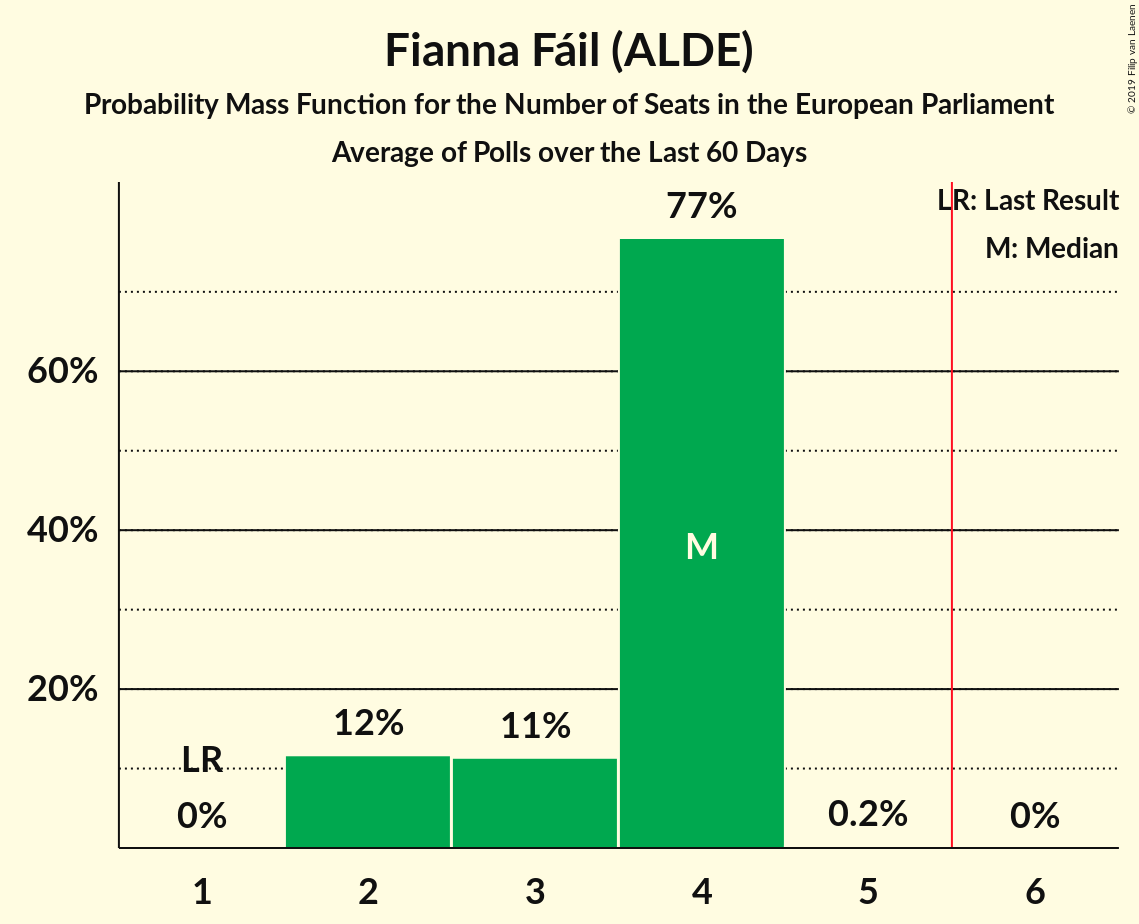 Fianna Fáil (ALDE)
Probability Mass Function for the Number of Seats in the European Parliament
Average of Polls over the Last 60 Days
© 2019 Filip van Laenen
LR: Last Result
M: Median
77%
60%
40%
M
20%
12%
11%
LR
0%
0.2%
0%
1 2 3 4 5 6